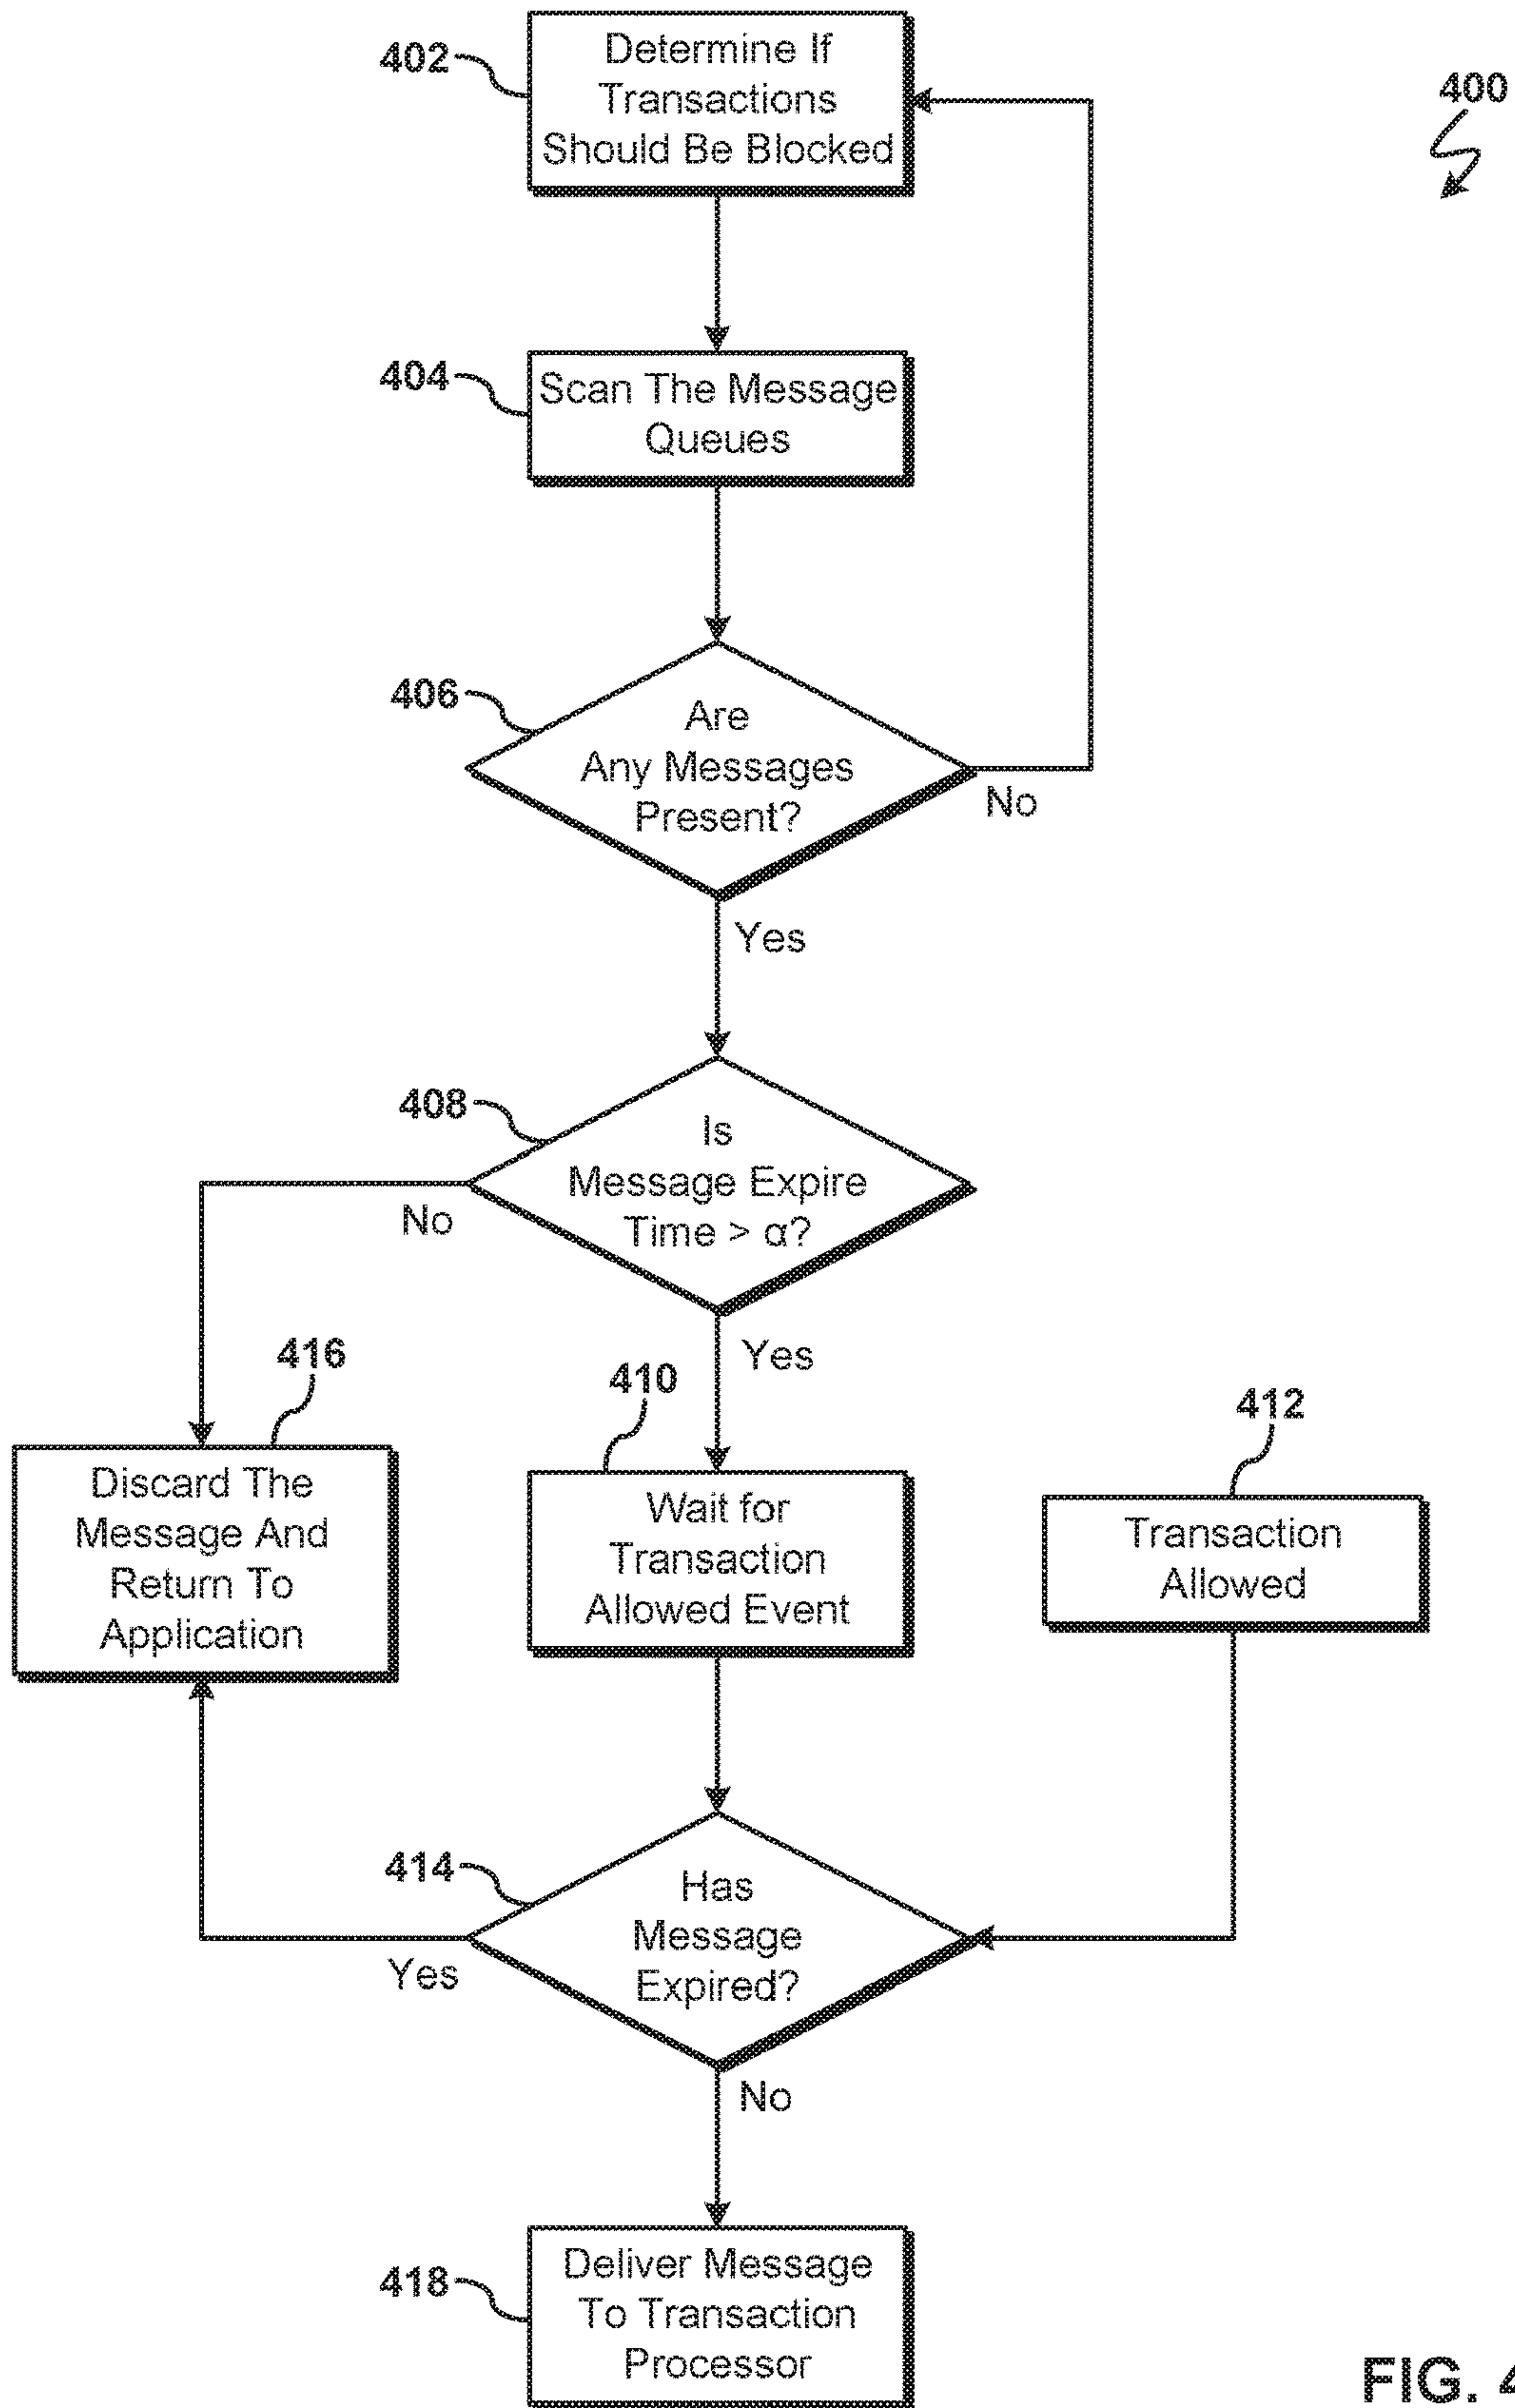 402
Determine If
Transactions
Should Be Blocked
400
404
Scan The Message
Queues
406
Are
Any Messages
Present?
No
Yes
408
Is
Message Expire
Time > α?
No
Yes
416
Discard The
Message And
Return To
Application
410
Wait for
Transaction
Allowed Event
412
Transaction
Allowed
414
Has
Message
Expired?
Yes
No
418
Deliver Message
To Transaction
Processor
FIG. 4